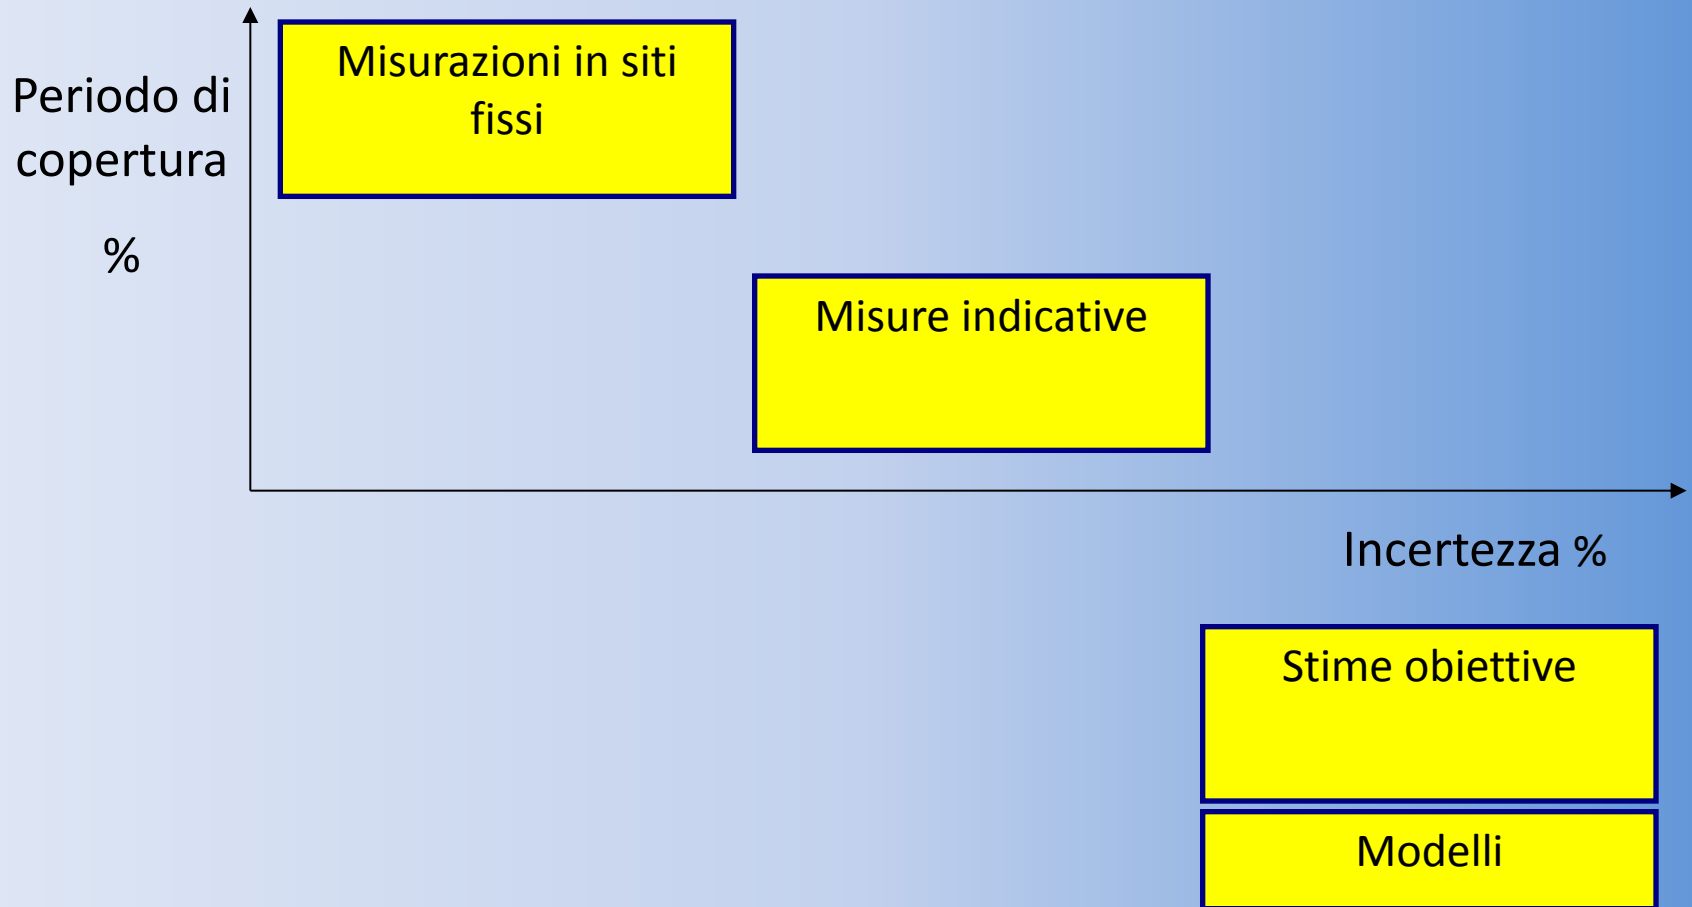 Misurazioni in siti
fissi
Periodo di
copertura
%
Misure indicative
Incertezza %
Stime obiettive
Modelli